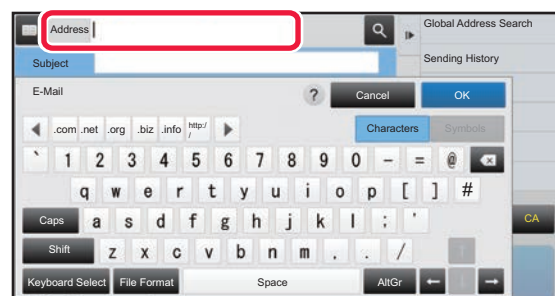 Address
Global Address Search
Subject
Sending History
E-Mail
?
Cancel
OK
.com .net .org .biz .info http:/
/
Characters
Symbols
` 1 2 3 4 5 6 7 8 9 0 - = @
q w e r t y u i o p [ ] #
Caps a s d f g h j k l ; '
CA
Shift z x c v b n m . . /
Keyboard Select File Format Space AltGr ← ↓ →
↑